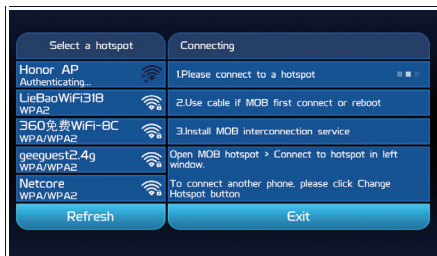 Select a hotspot
Connecting
Honor AP
Authenticating...
1.Please connect to a hotspot
LieBaoWiFi318
WPA2
2.Use cable if MOB first connect or reboot
360免费WiFi-8C
WPA/WPA2
3.Install MOB interconnection service
geeguest2.4g
WPA/WPA2
Open MOB hotspot > Connect to hotspot in left
window.
Netcore
WPA/WPA2
To connect another phone, please click Change
Hotspot button
Refresh
Exit